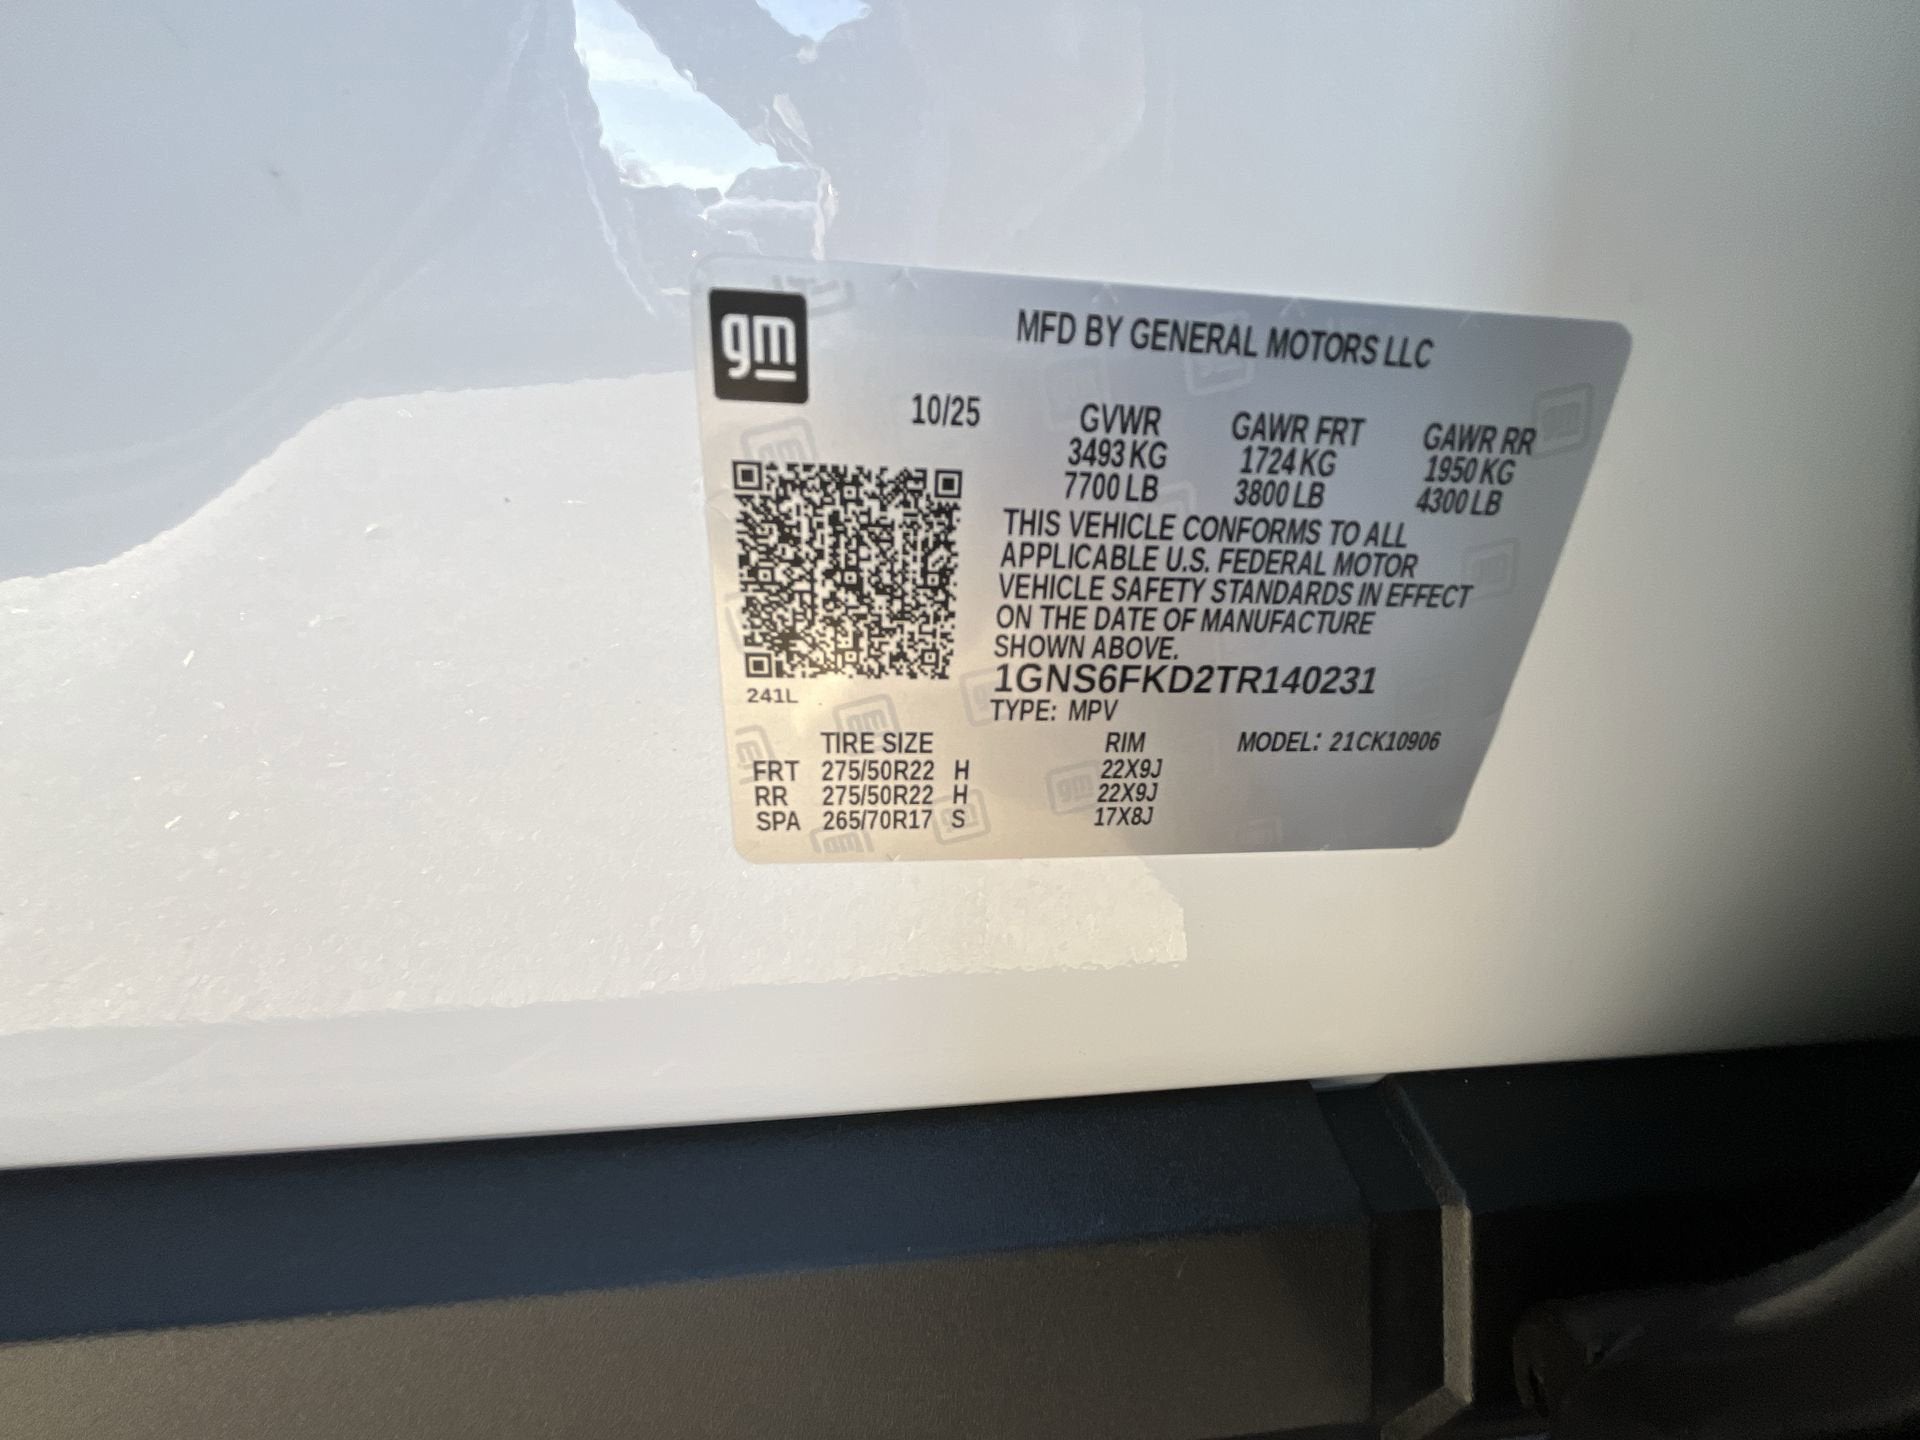 gm
MFD BY GENERAL MOTORS LLC
10/25
GVWR GAWR FRT GAWR RR
3493 KG 1724 KG 1950 KG
7700 LB 3800 LB 4300 LB
THIS VEHICLE CONFORMS TO ALL
APPLICABLE U.S. FEDERAL MOTOR
VEHICLE SAFETY STANDARDS IN EFFECT
ON THE DATE OF MANUFACTURE
SHOWN ABOVE.
1GNS6FKD2TR140231
241L
TYPE: MPV
TIRE SIZE RIM MODEL: 21CK10906
FRT 275/50R22 H 22X9J
RR 275/50R22 H 22X9J
SPA 265/70R17 S 17X8J